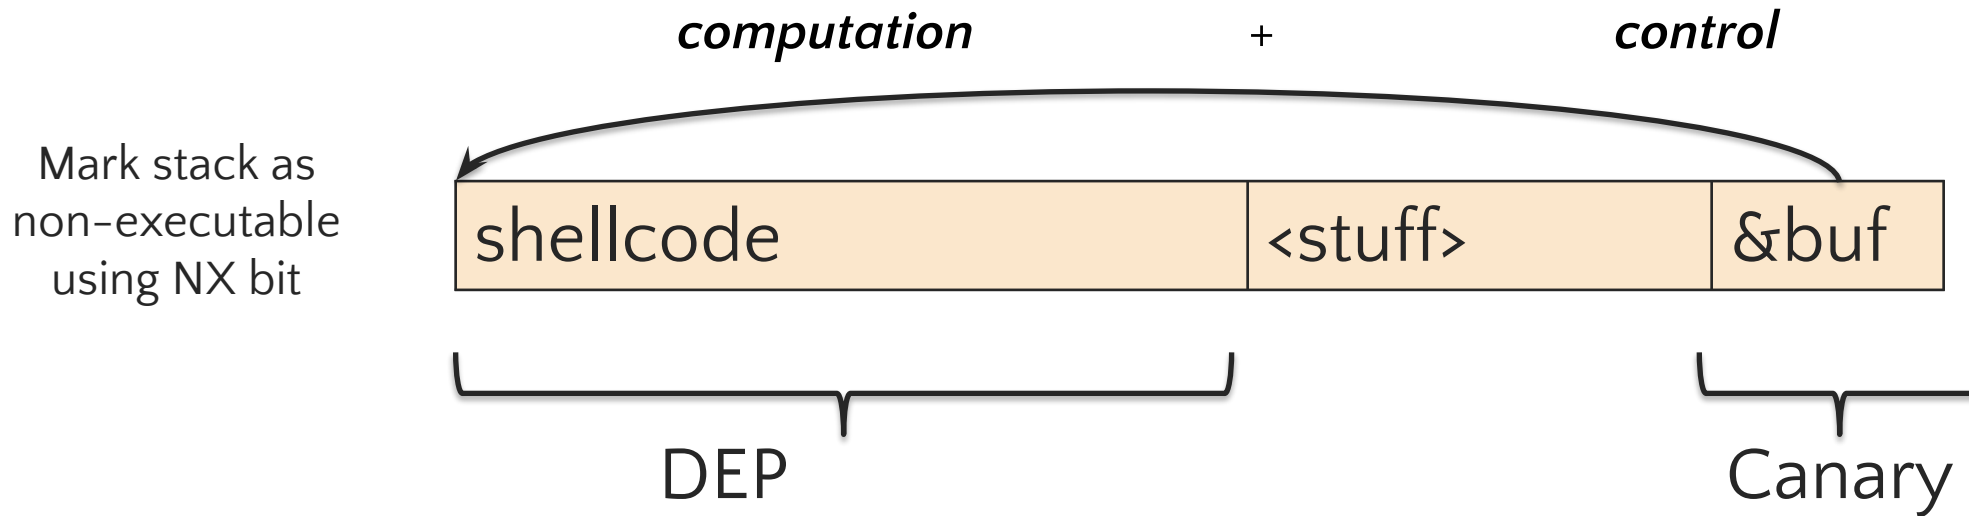 computation + control
Mark stack as
non-executable
using NX bit
shellcode <stuff> &buf
DEP Canary